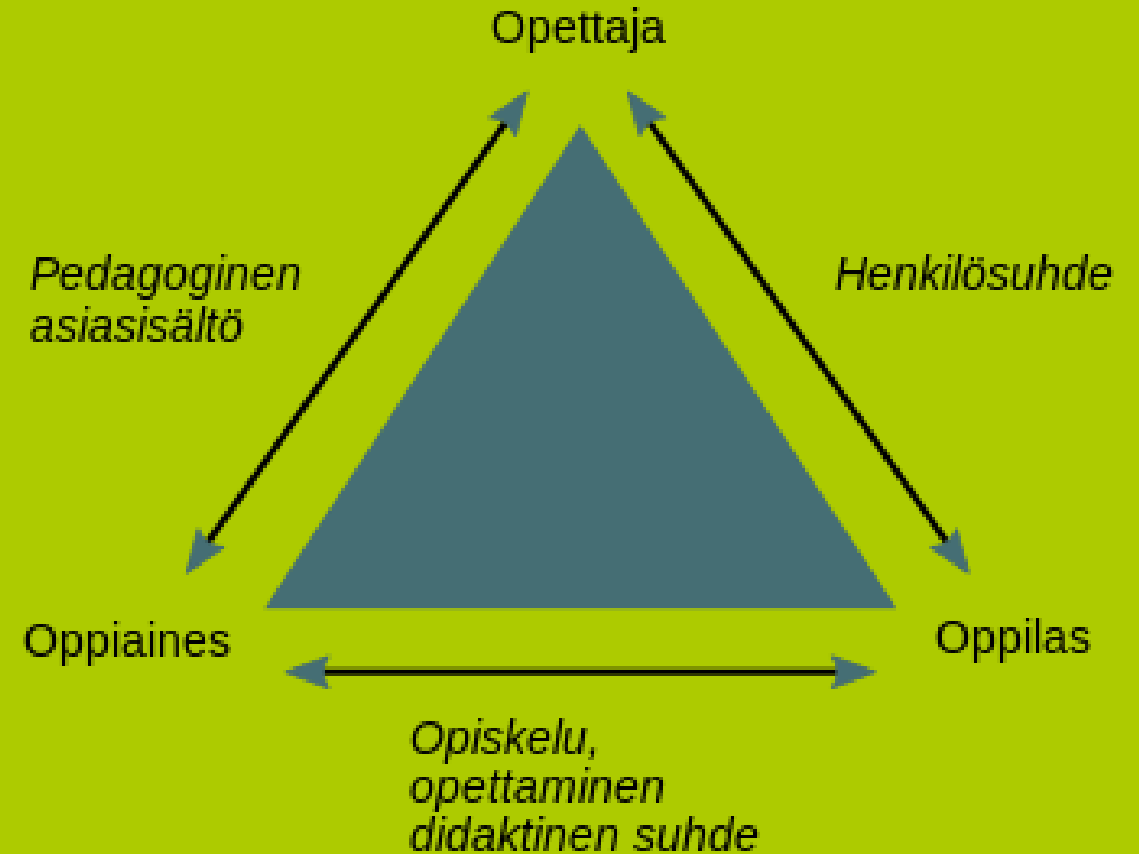 Opettaja
Pedagoginen
asiasisältö
Henkilösuhde
Oppiaines
Oppilas
Opiskelu,
opettaminen
didaktinen suhde